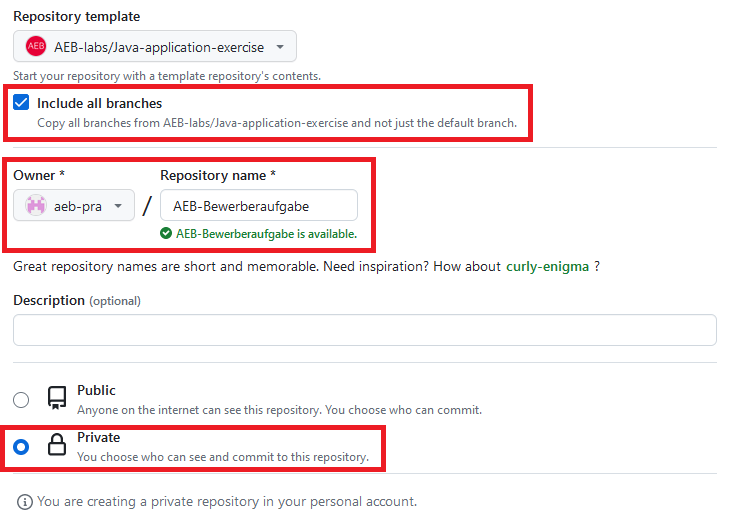 Repository template
AEB AEB-labs/Java-application-exercise
Start your repository with a template repository's contents.
Include all branches
Copy all branches from AEB-labs/Java-application-exercise and not just the default branch.
Owner * Repository name *
aeb-pra / AEB-Bewerberaufgabe
AEB-Bewerberaufgabe is available.
Great repository names are short and memorable. Need inspiration? How about curly-enigma ?
Description (optional)
Public
Anyone on the internet can see this repository. You choose who can commit.
Private
You choose who can see and commit to this repository.
You are creating a private repository in your personal account.